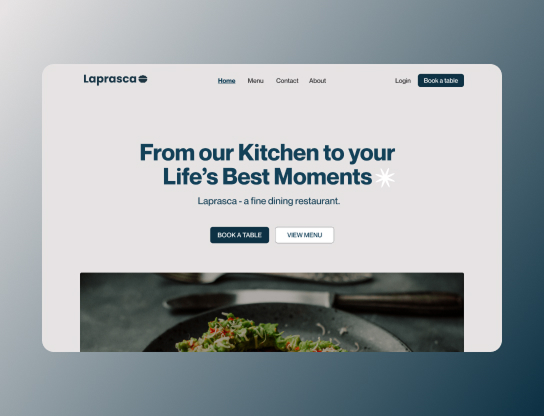 Laprasca
Home Menu Contact About Login Book a table
From our Kitchen to your
Life’s Best Moments
Laprasca - a fine dining restaurant.
BOOK A TABLE VIEW MENU